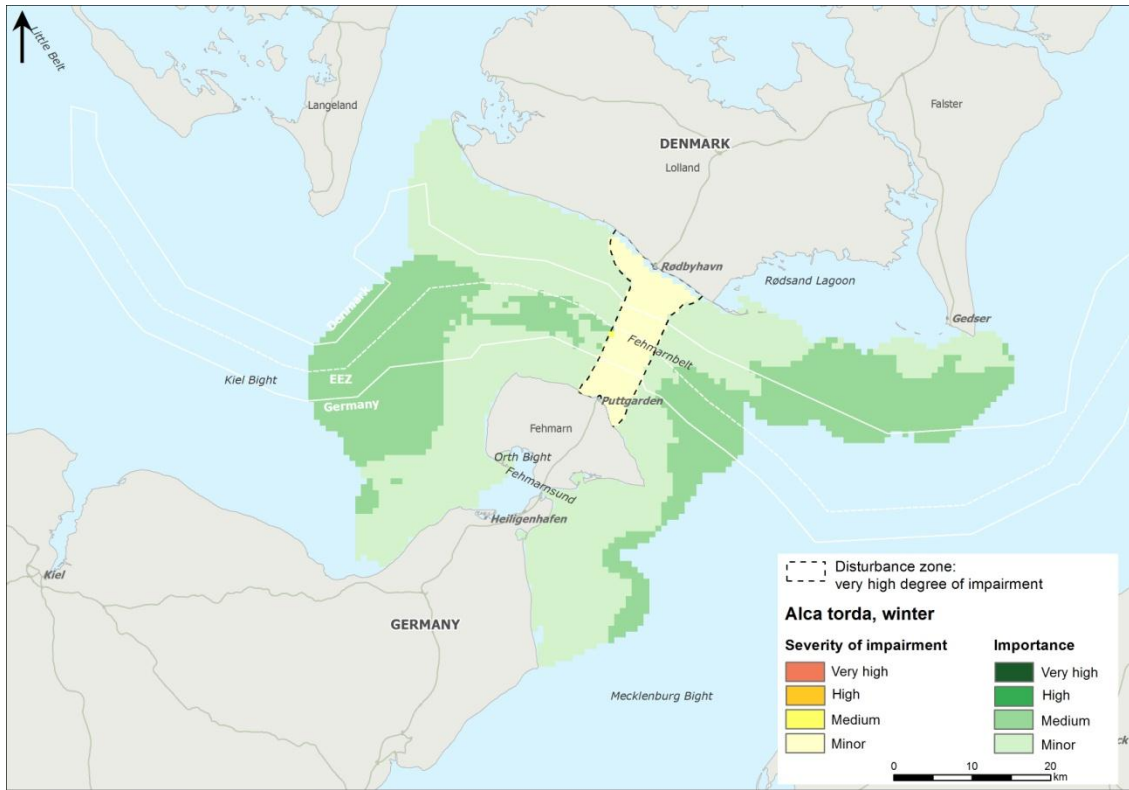 Little Belt
Langeland
DENMARK
Lolland
Falster
Rødbyhavn
Rødsand Lagoon
Gedser
Denmark
Fehmarnbelt
Kiel Bight
EEZ
Germany
Puttgarden
Fehmarn
Orth Bight
Fehmarnsund
Heiligenhafen
Kiel
GERMANY
Mecklenburg Bight
Disturbance zone:
very high degree of impairment
Alca torda, winter
Severity of impairment
Very high
High
Medium
Minor
Importance
Very high
High
Medium
Minor
0 10 20
km